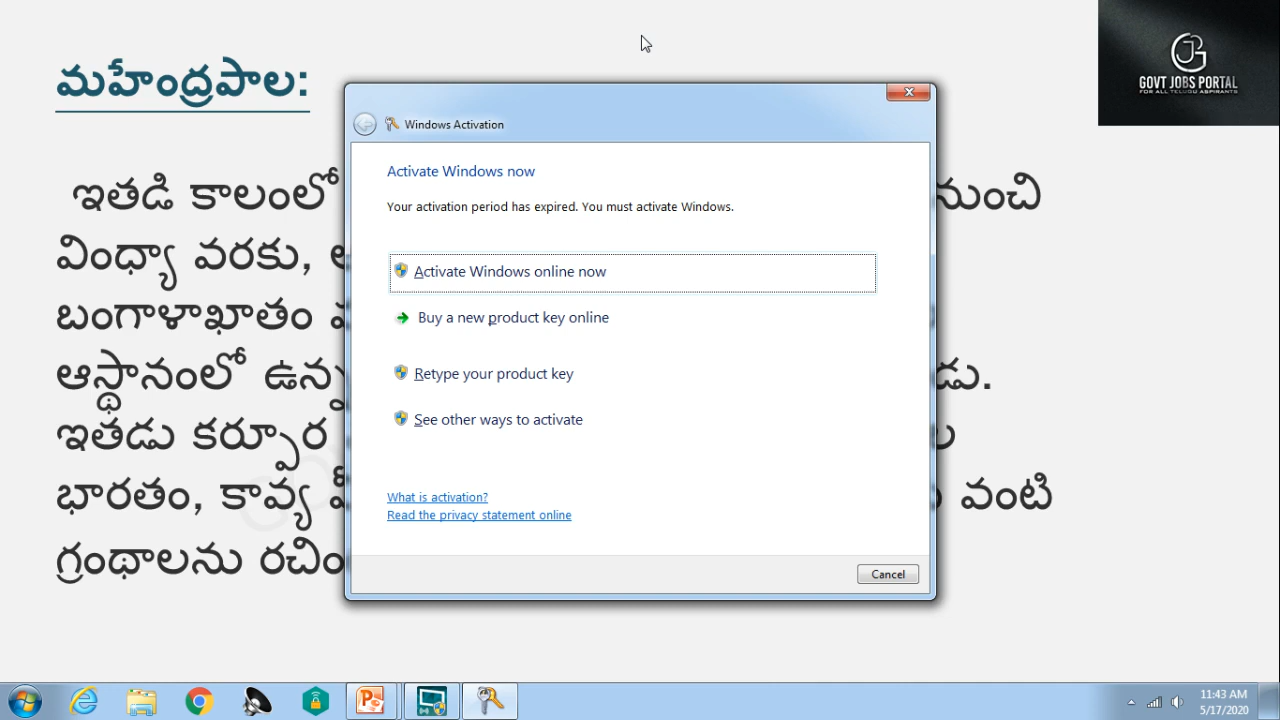 మహేంద్రపాల:
GOVT JOBS PORTAL
FOR ALL TELUGU ASPIRANTS
Windows Activation
Activate Windows now
Your activation period has expired. You must activate Windows.
Activate Windows online now
Buy a new product key online
Retype your product key
See other ways to activate
What is activation?
Read the privacy statement online
Cancel
ఇతడి కాలంలో నుంచి
వింధ్యా వరకు,
బంగాళాఖాతం
ఆస్థానంలో
ఇతడు కర్పూర
భారతం, కావ్య వంటి
గ్రంథాలను
11:43 AM
5/17/2020